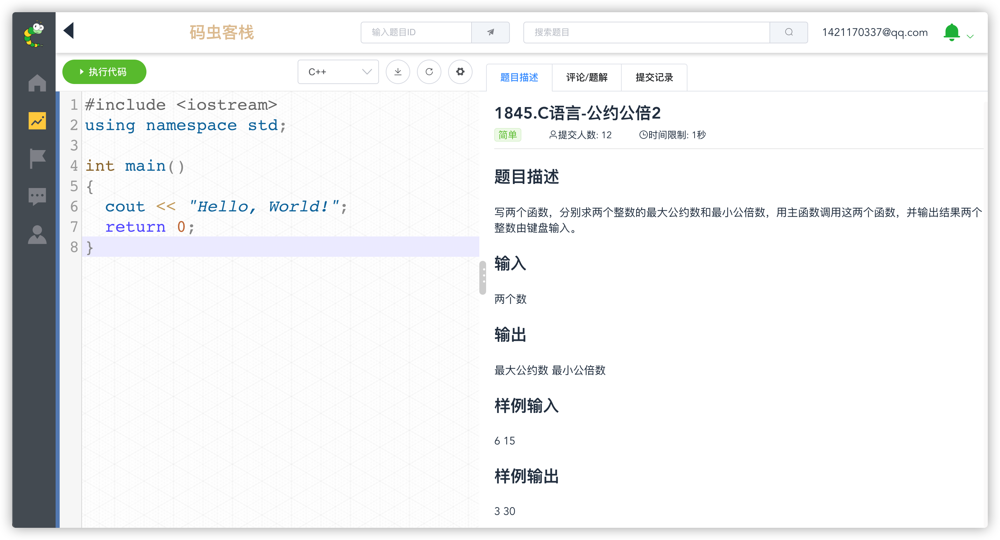 码虫客栈
输入题目ID
搜索题目
1421170337@qq.com
执行代码
C++
题目描述
评论/题解
提交记录
1 #include <iostream>
2 using namespace std;
3
4 int main()
5 {
6   cout << "Hello, World!";
7   return 0;
8 }
1845.C语言-公约公倍2
简单
提交人数: 12
时间限制: 1秒
题目描述
写两个函数，分别求两个整数的最大公约数和最小公倍数，用主函数调用这两个函数，并输出结果两个
整数由键盘输入。
输入
两个数
输出
最大公约数 最小公倍数
样例输入
6 15
样例输出
3 30